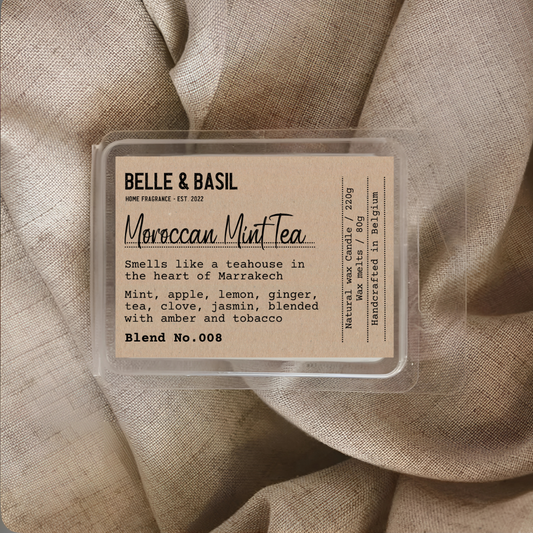 BELLE & BASIL
HOME FRAGRANCE - EST. 2022
Moroccan Mint Tea
Smells like a teahouse in
the heart of Marrakech
Mint, apple, lemon, ginger,
tea, clove, jasmin, blended
with amber and tobacco
Blend No.008
Natural wax Candle / 220g
Wax melts / 80g
Handcrafted in Belgium